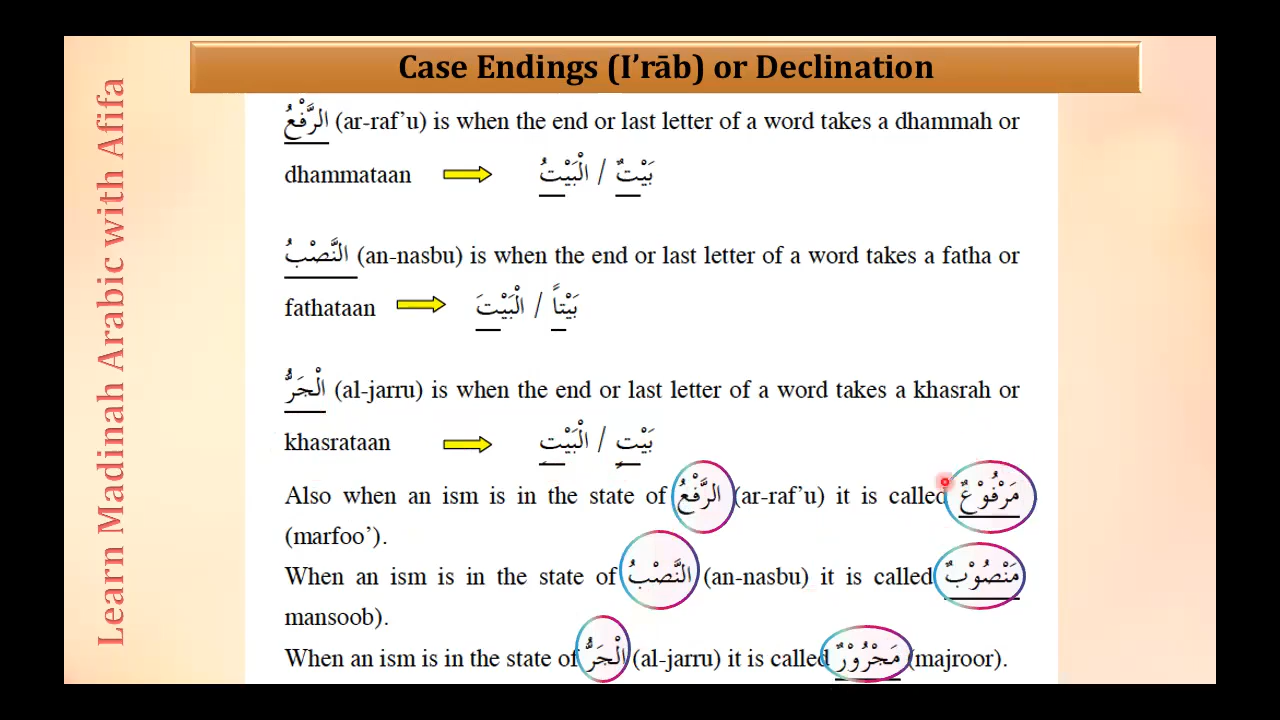 Case Endings (I’rāb) or Declination
Learn Madinah Arabic with Afifa
الرَّفْعُ (ar-raf’u) is when the end or last letter of a word takes a dhammah or
dhammataan بَيْتٌ / الْبَيْتُ
النَّصْبُ (an-nasbu) is when the end or last letter of a word takes a fatha or
fathataan بَيْتاً / الْبَيْتَ
الْجَرُّ (al-jarru) is when the end or last letter of a word takes a khasrah or
khasrataan بَيْتٍ / الْبَيْتِ
Also when an ism is in the state of الرَّفْعُ (ar-raf’u) it is called مَرْفُوْعٌ
(marfoo’).
When an ism is in the state of النَّصْبُ (an-nasbu) it is called مَنْصُوْبٌ
mansoob).
When an ism is in the state of الْجَرُّ (al-jarru) it is called مَجْرُوْرٌ (majroor).